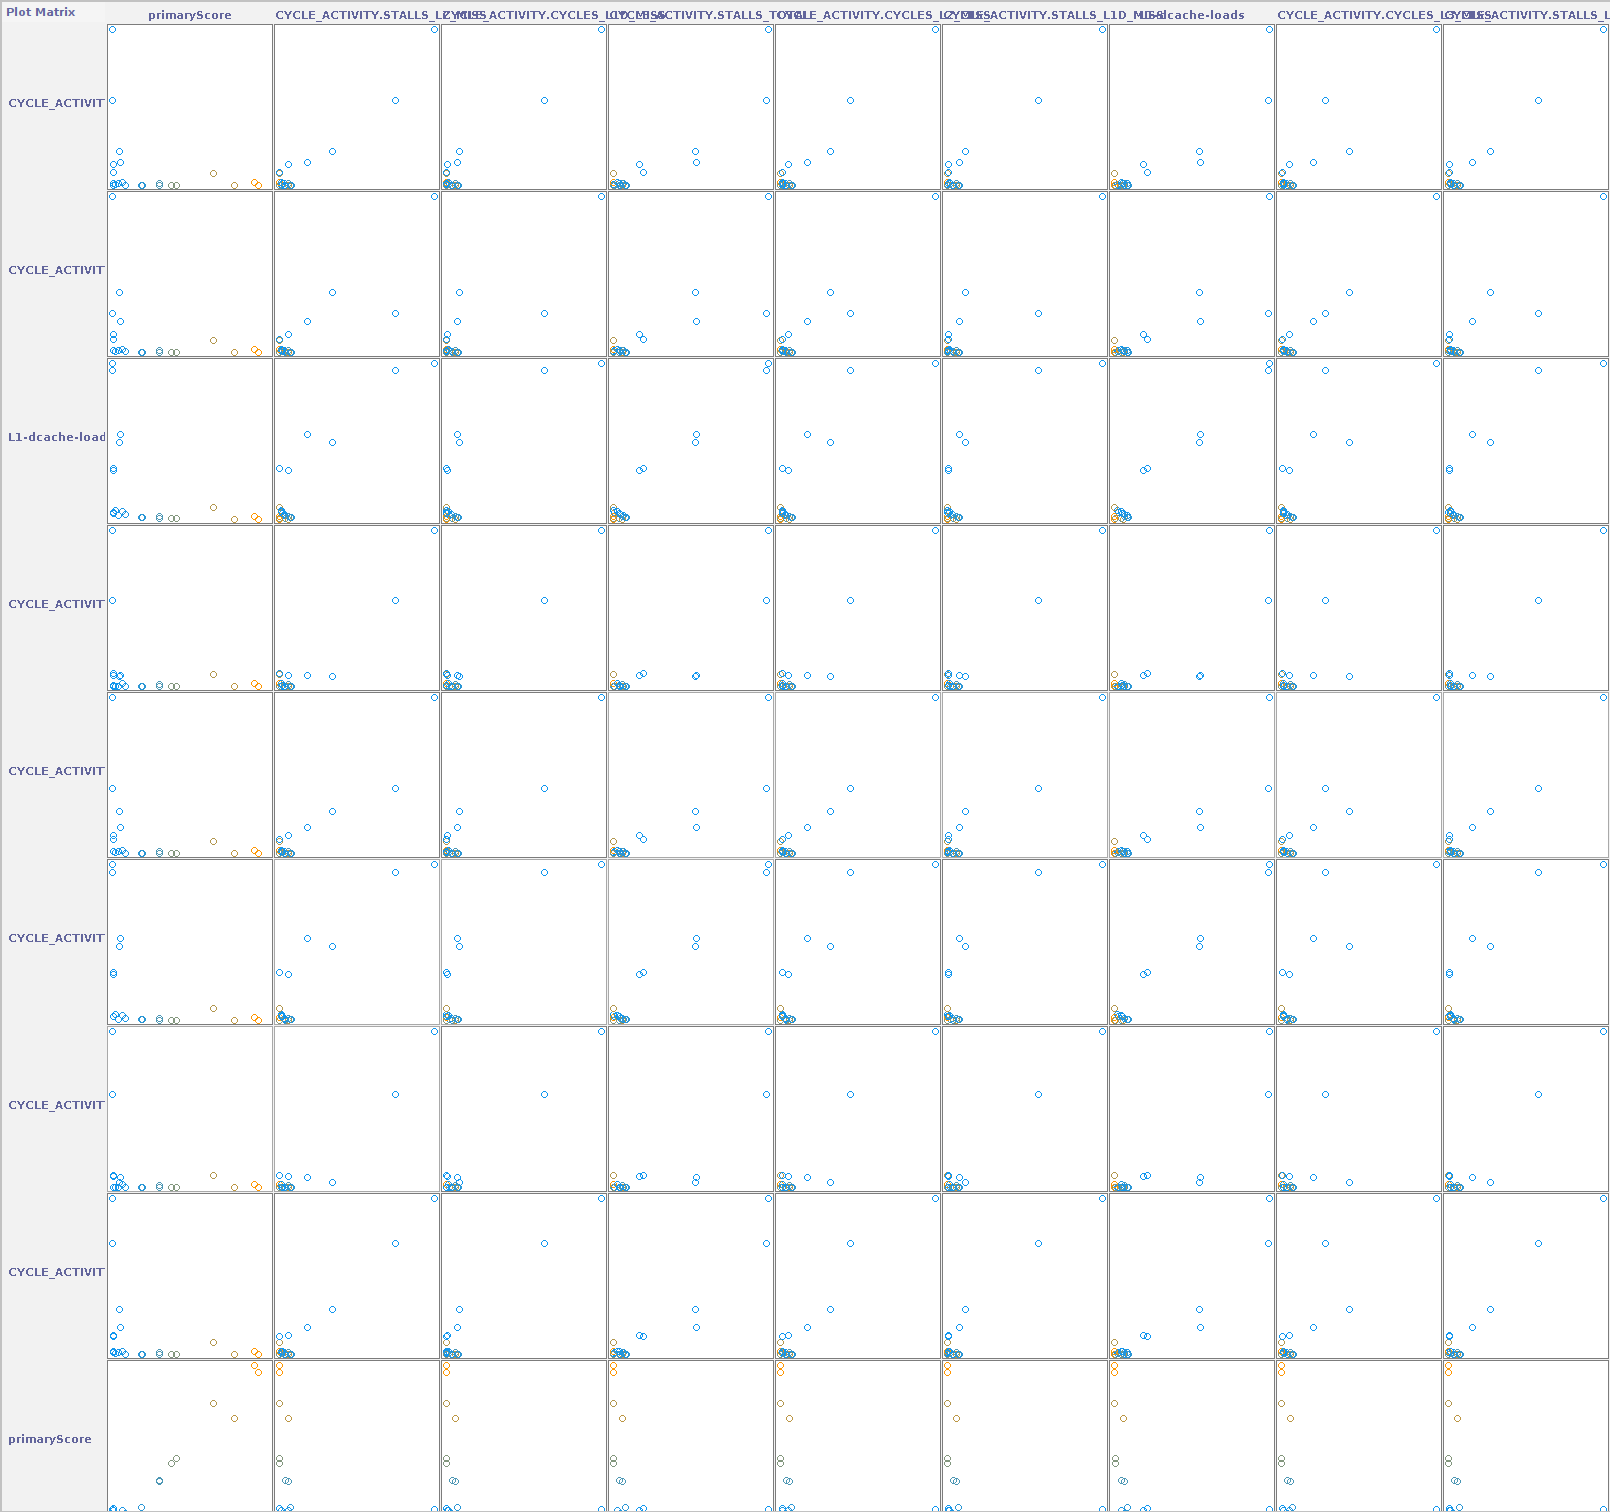 Plot Matrix
primaryScore CYCLE_ACTIVITY.STALLS_L2_MISS CYCLE_ACTIVITY.CYCLES_L1D_MISS CYCLE_ACTIVITY.STALLS_TOTAL CYCLE_ACTIVITY.CYCLES_L2_MISS CYCLE_ACTIVITY.STALLS_L1D_MISS L1-dcache-loads CYCLE_ACTIVITY.CYCLES_L3_MISS CYCLE_ACTIVITY.STALLS_L
CYCLE_ACTIVIT
CYCLE_ACTIVIT
L1-dcache-load
CYCLE_ACTIVIT
CYCLE_ACTIVIT
CYCLE_ACTIVIT
CYCLE_ACTIVIT
CYCLE_ACTIVIT
primaryScore